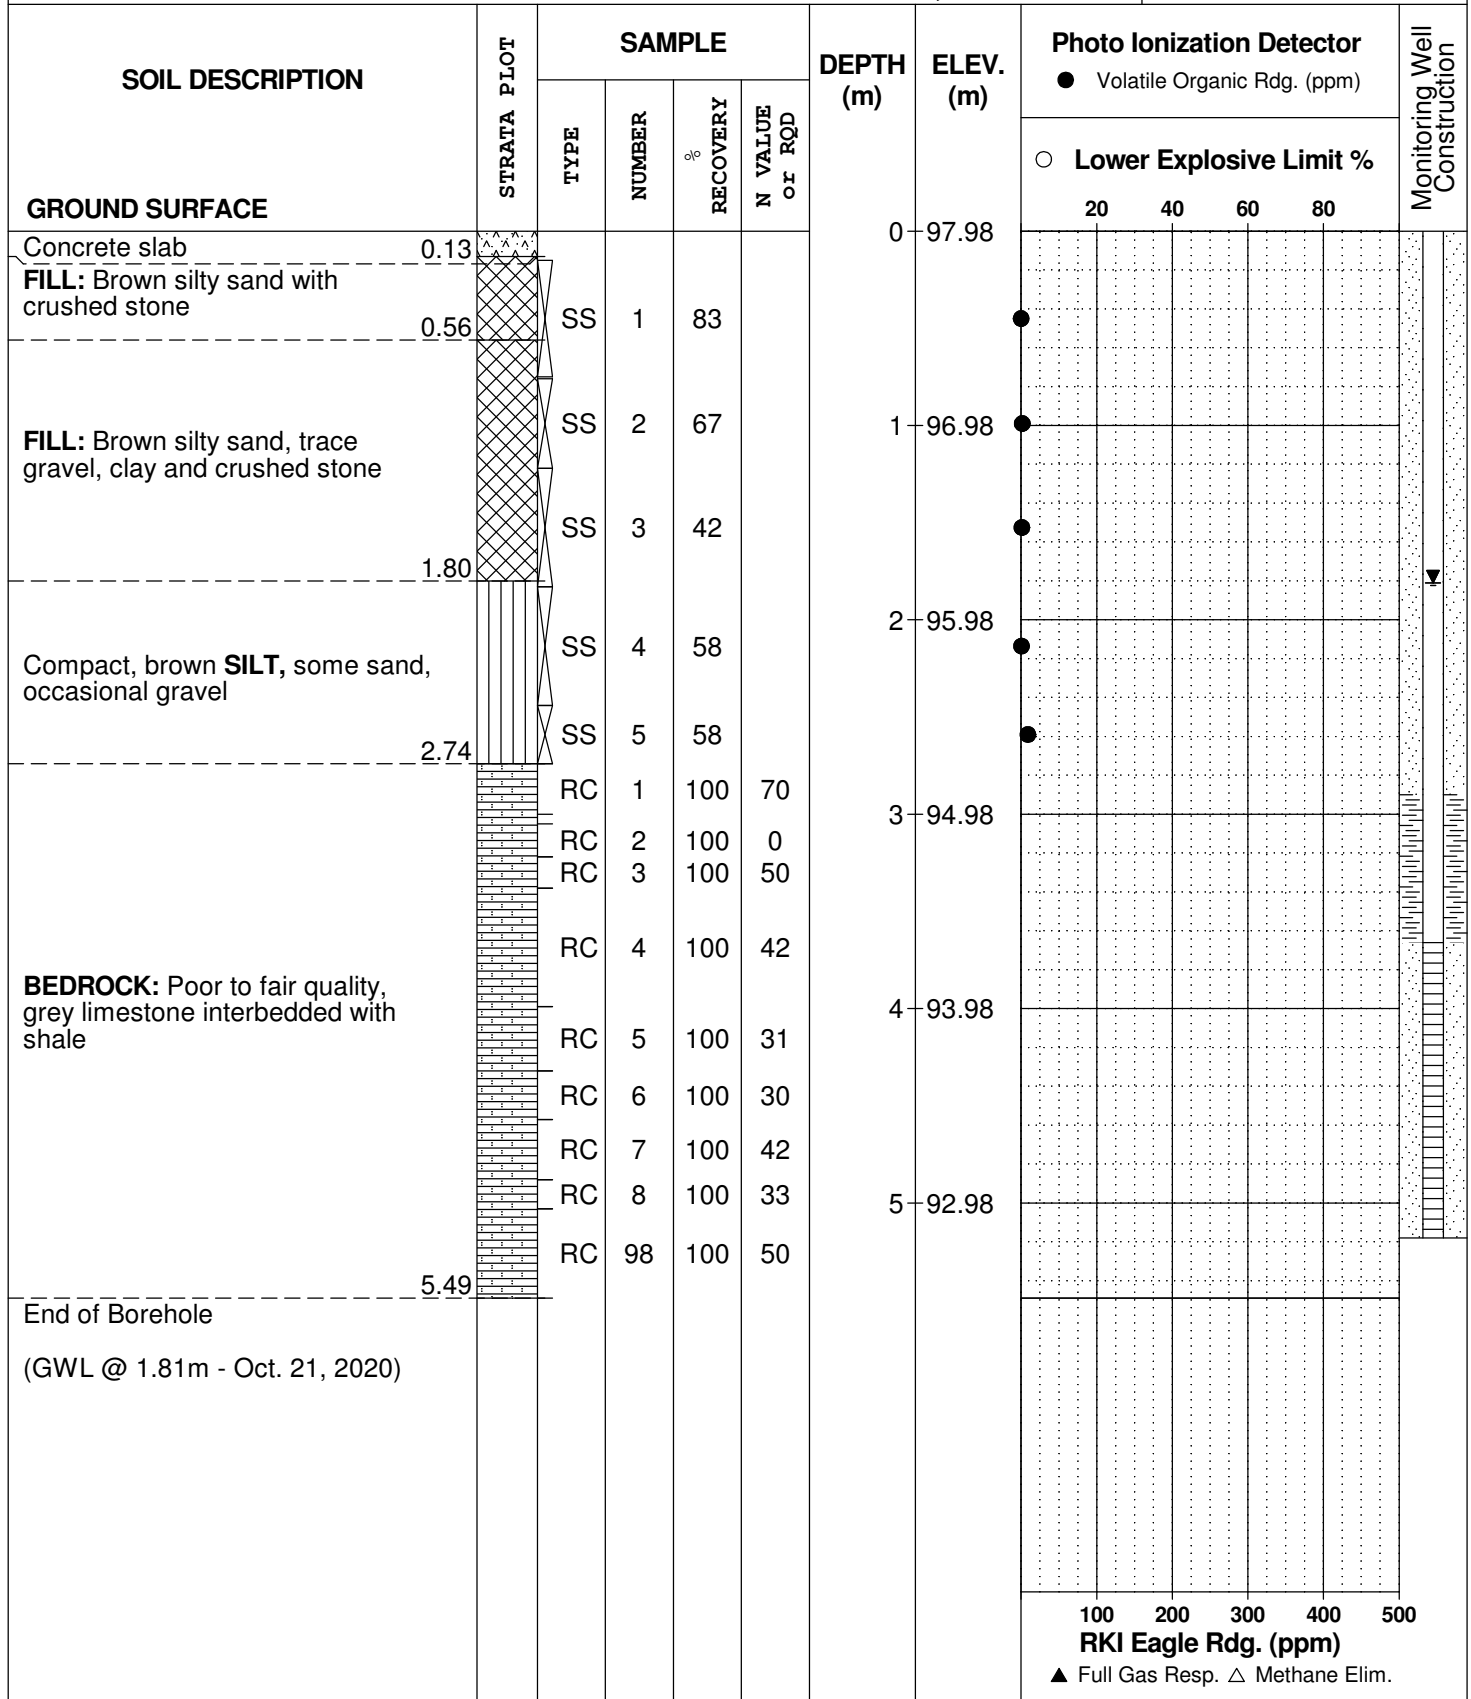 SOIL DESCRIPTION
GROUND SURFACE
STRATA PLOT
SAMPLE
TYPE
NUMBER
% RECOVERY
N VALUE or RQD
DEPTH (m)
ELEV. (m)
Photo Ionization Detector
● Volatile Organic Rdg. (ppm)
○ Lower Explosive Limit %
20 40 60 80
Monitoring Well Construction
0 97.98
Concrete slab 0.13
FILL: Brown silty sand with
crushed stone
0.56
SS 1 83
SS 2 67
1 96.98
FILL: Brown silty sand, trace
gravel, clay and crushed stone
SS 3 42
1.80
2 95.98
SS 4 58
Compact, brown SILT, some sand,
occasional gravel
SS 5 58
2.74
RC 1 100 70
3 94.98
RC 2 100 0
RC 3 100 50
RC 4 100 42
BEDROCK: Poor to fair quality,
grey limestone interbedded with
shale
4 93.98
RC 5 100 31
RC 6 100 30
RC 7 100 42
RC 8 100 33
5 92.98
RC 98 100 50
5.49
End of Borehole
(GWL @ 1.81m - Oct. 21, 2020)
100 200 300 400 500
RKI Eagle Rdg. (ppm)
▲ Full Gas Resp. △ Methane Elim.